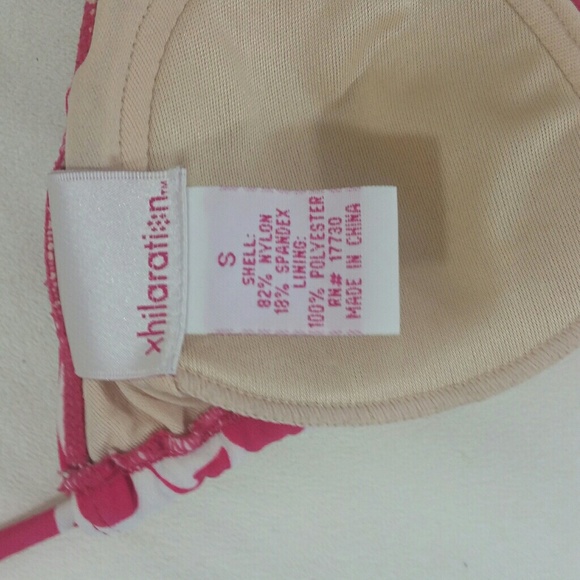 xhilaration™
S
SHELL:
82% NYLON
18% SPANDEX
LINING:
100% POLYESTER
RN# 17730
MADE IN CHINA